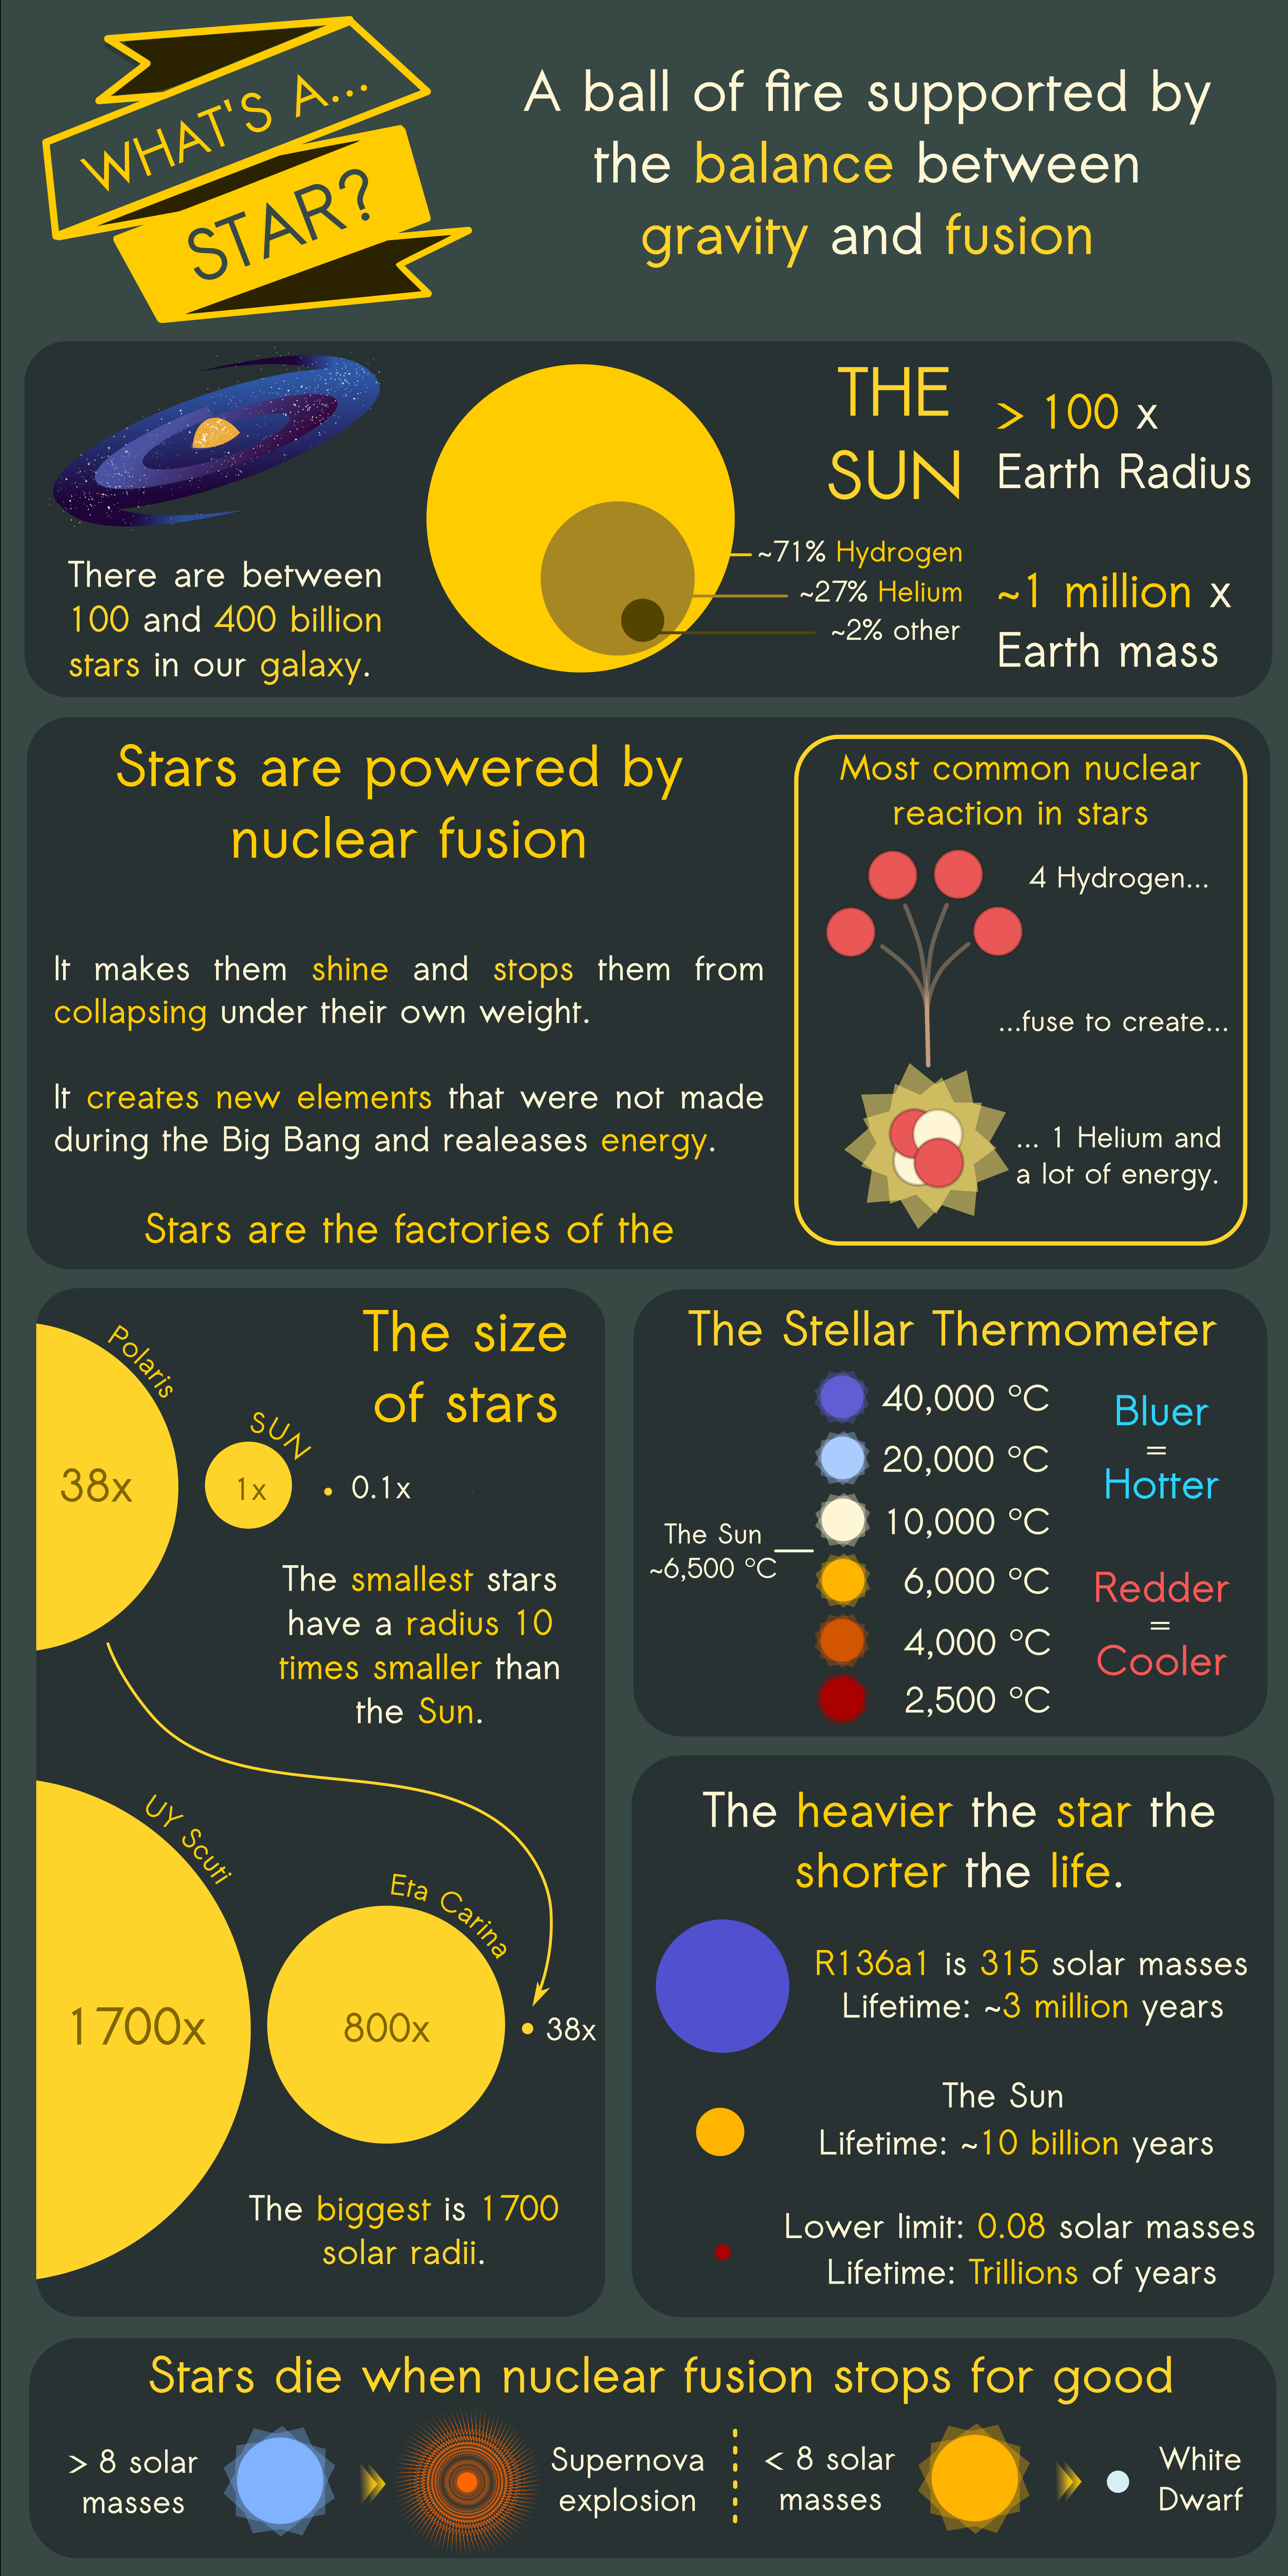 WHAT'S A...
STAR?
A ball of fire supported by
the balance between
gravity and fusion
There are between
100 and 400 billion
stars in our galaxy.
THE
SUN
~71% Hydrogen
~27% Helium
~2% other
> 100 x
Earth Radius
~1 million x
Earth mass
Stars are powered by
nuclear fusion
It makes them shine and stops them from
collapsing under their own weight.
It creates new elements that were not made
during the Big Bang and realeases energy.
Stars are the factories of the
Most common nuclear
reaction in stars
4 Hydrogen...
...fuse to create...
... 1 Helium and
a lot of energy.
The size
of stars
Polaris
38x
SUN
1x
0.1x
The smallest stars
have a radius 10
times smaller than
the Sun.
UY Scuti
1700x
Eta Carina
800x
38x
The biggest is 1700
solar radii.
The Stellar Thermometer
40,000 °C
20,000 °C
10,000 °C
6,000 °C
4,000 °C
2,500 °C
The Sun
~6,500 °C
Bluer
=
Hotter
Redder
=
Cooler
The heavier the star the
shorter the life.
R136a1 is 315 solar masses
Lifetime: ~3 million years
The Sun
Lifetime: ~10 billion years
Lower limit: 0.08 solar masses
Lifetime: Trillions of years
Stars die when nuclear fusion stops for good
> 8 solar
masses
Supernova
explosion
< 8 solar
masses
White
Dwarf